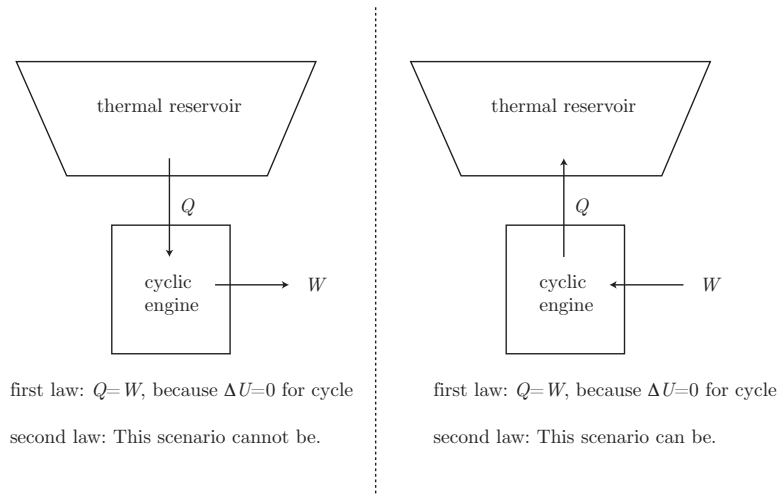 thermal reservoir
Q
cyclic
engine
W
first law: Q=W, because ΔU=0 for cycle
second law: This scenario cannot be.
thermal reservoir
Q
cyclic
engine
W
first law: Q=W, because ΔU=0 for cycle
second law: This scenario can be.